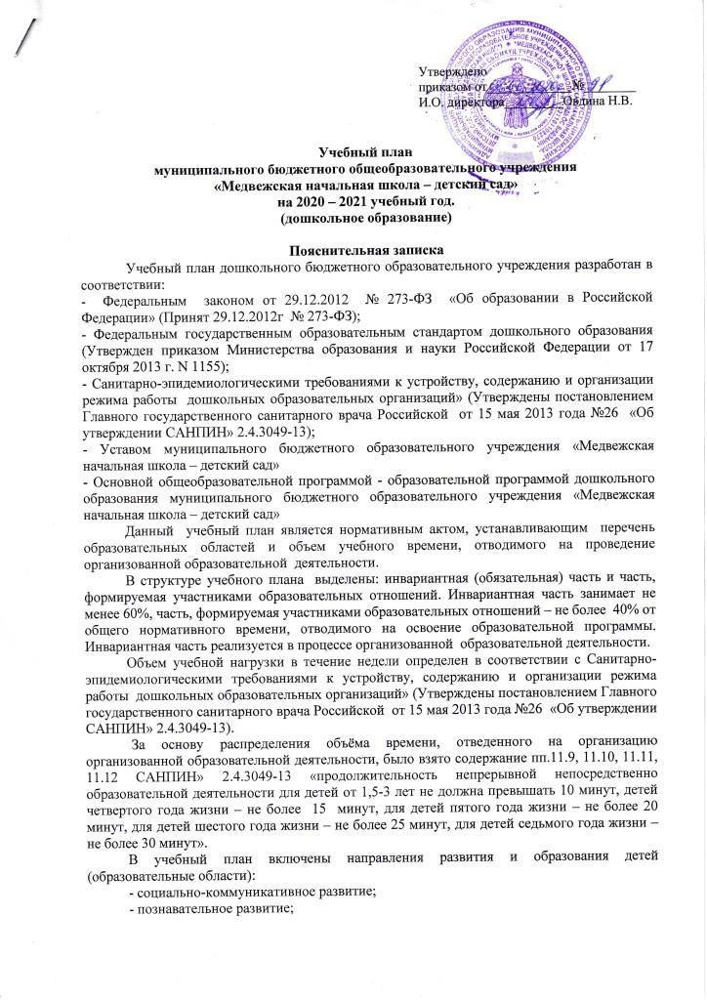 Утверждено
приказом от № 91
И.О. директора Овдина Н.В.
Учебный план
муниципального бюджетного общеобразовательного учреждения
«Медвежская начальная школа – детский сад»
на 2020 – 2021 учебный год.
(дошкольное образование)
Пояснительная записка
Учебный план дошкольного бюджетного образовательного учреждения разработан в
соответствии:
- Федеральным законом от 29.12.2012 № 273-ФЗ «Об образовании в Российской
Федерации» (Принят 29.12.2012г № 273-ФЗ);
- Федеральным государственным образовательным стандартом дошкольного образования
(Утвержден приказом Министерства образования и науки Российской Федерации от 17
октября 2013 г. N 1155);
- Санитарно-эпидемиологическими требованиями к устройству, содержанию и организации
режима работы дошкольных образовательных организаций» (Утверждены постановлением
Главного государственного санитарного врача Российской от 15 мая 2013 года №26 «Об
утверждении САНПИН» 2.4.3049-13);
- Уставом муниципального бюджетного образовательного учреждения «Медвежская
начальная школа – детский сад»
- Основной общеобразовательной программой - образовательной программой дошкольного
образования муниципального бюджетного образовательного учреждения «Медвежская
начальная школа – детский сад»
Данный учебный план является нормативным актом, устанавливающим перечень
образовательных областей и объем учебного времени, отводимого на проведение
организованной образовательной деятельности.
В структуре учебного плана выделены: инвариантная (обязательная) часть и часть,
формируемая участниками образовательных отношений. Инвариантная часть занимает не
менее 60%, часть, формируемая участниками образовательных отношений – не более 40% от
общего нормативного времени, отводимого на освоение образовательной программы.
Инвариантная часть реализуется в процессе организованной образовательной деятельности.
Объем учебной нагрузки в течение недели определен в соответствии с Санитарно-
эпидемиологическими требованиями к устройству, содержанию и организации режима
работы дошкольных образовательных организаций» (Утверждены постановлением Главного
государственного санитарного врача Российской от 15 мая 2013 года №26 «Об утверждении
САНПИН» 2.4.3049-13).
За основу распределения объёма времени, отведенного на организацию
организованной образовательной деятельности, было взято содержание пп.11.9, 11.10, 11.11,
11.12 САНПИН» 2.4.3049-13 «продолжительность непрерывной непосредственно
образовательной деятельности для детей от 1,5-3 лет не должна превышать 10 минут, детей
четвертого года жизни – не более 15 минут, для детей пятого года жизни – не более 20
минут, для детей шестого года жизни – не более 25 минут, для детей седьмого года жизни –
не более 30 минут».
В учебный план включены направления развития и образования детей
(образовательные области):
- социально-коммуникативное развитие;
- познавательное развитие;